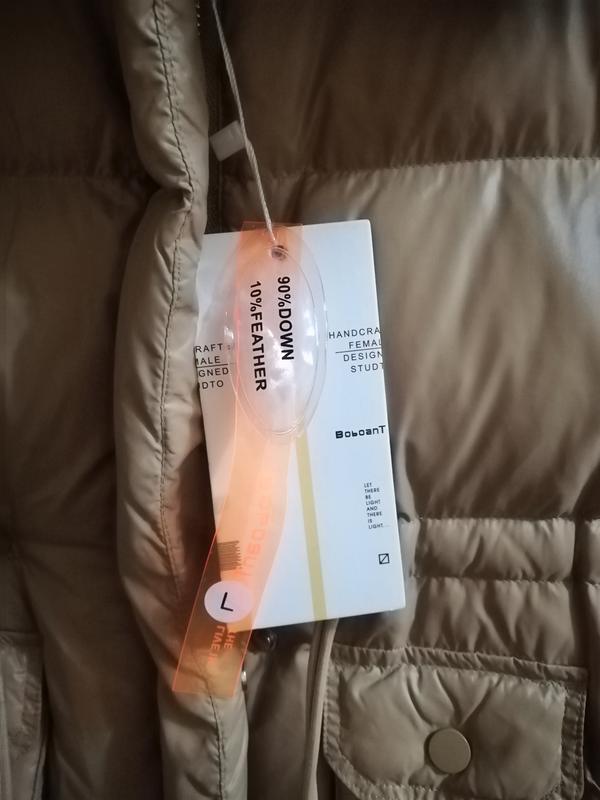 90%DOWN
10%FEATHER
RAFT
MALE
GNED
DTO
HANDCRA
FEMAL
DESIGN
STUDT
BoboanT
LET
THERE
BE
LIGHT
AND
THERE
IS
LIGHT...
L